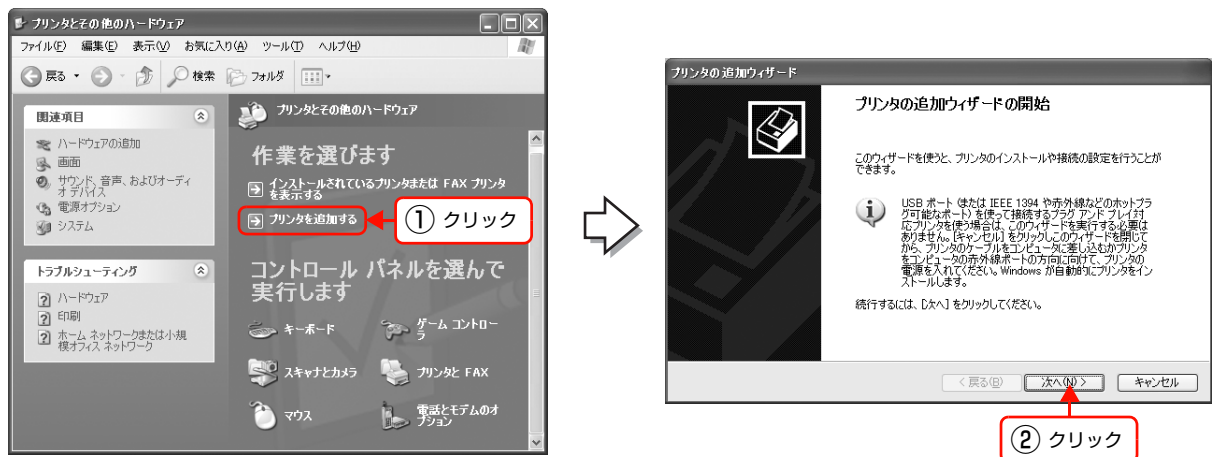 プリンタとその他のハードウェア
ファイル(F) 編集(E) 表示(V) お気に入り(A) ツール(T) ヘルプ(H)
戻る 検索 フォルダ
関連項目
ハードウェアの追加
画面
サウンド、音声、およびオーディ
オ デバイス
電源オプション
システム
トラブルシューティング
ハードウェア
印刷
ホーム ネットワークまたは小規
模オフィス ネットワーク
プリンタとその他のハードウェア
作業を選びます
インストールされているプリンタまたは FAX プリンタ
を表示する
プリンタを追加する
① クリック
コントロール パネルを選んで
実行します
キーボード
ゲーム コントロー
ラ
スキャナとカメラ
プリンタと FAX
マウス
電話とモデムのオ
プション
プリンタの追加ウィザード
プリンタの追加ウィザードの開始
このウィザードを使うと、プリンタのインストールや接続の設定を行うことが
できます。
USB ポート (または IEEE 1394 や赤外線などのホットプラ
グ可能なポート) を使って接続するプラグ アンド プレイ対
応プリンタを使う場合は、このウィザードを実行する必要は
ありません。[キャンセル] をクリックしこのウィザードを閉じて
から、プリンタのケーブルをコンピュータに差し込むかプリンタ
をコンピュータの赤外線ポートの方向に向けて、プリンタの
電源を入れてください。Windows が自動的にプリンタをイン
ストールします。
続行するには、[次へ] をクリックしてください。
< 戻る(B) 次へ(N) > キャンセル
② クリック